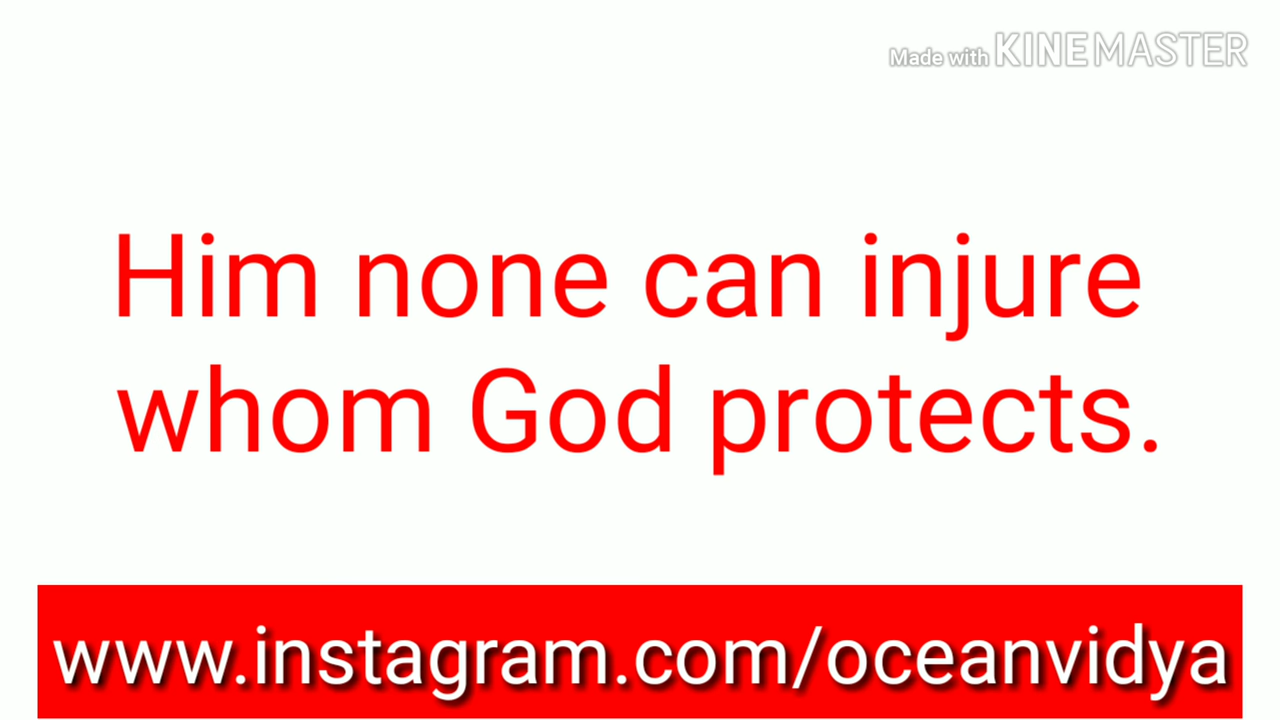 Made with KINEMASTER
Him none can injure
whom God protects.
www.instagram.com/oceanvidya